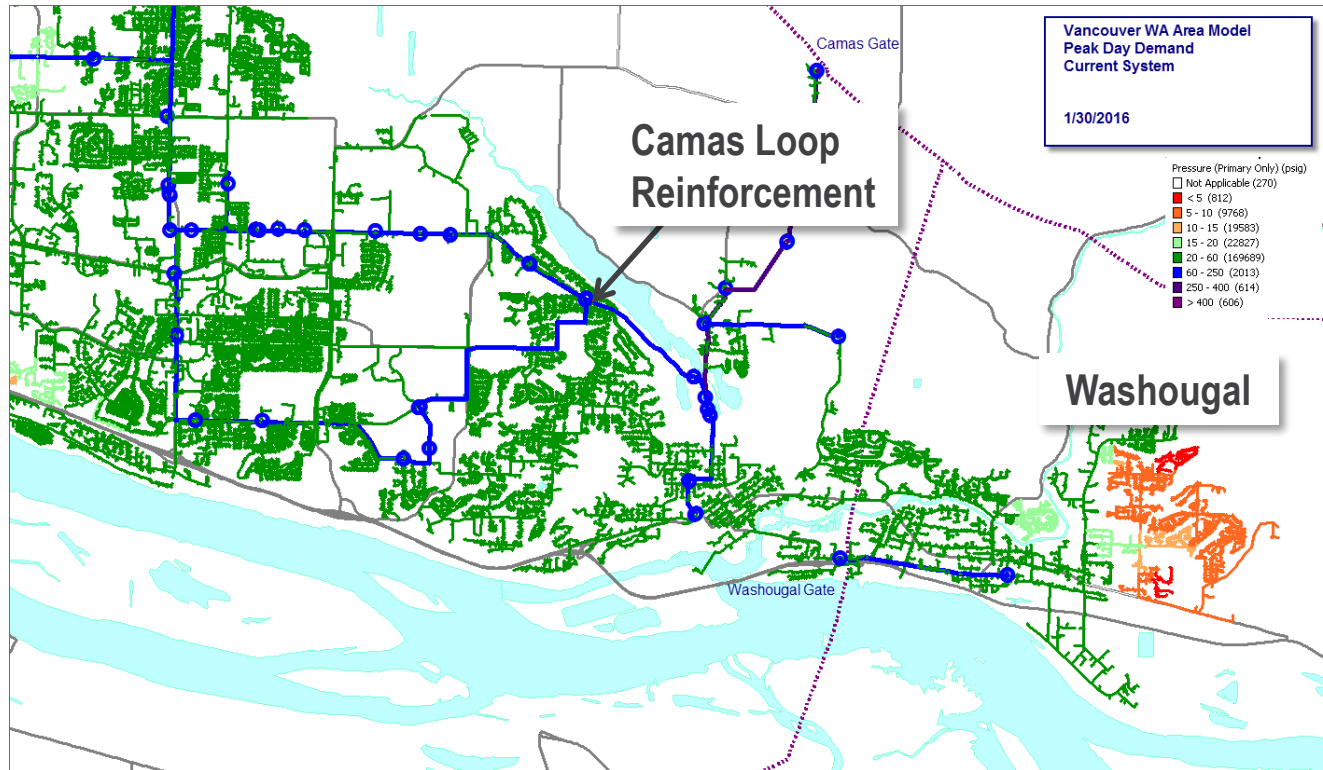 Camas Gate
Vancouver WA Area Model
Peak Day Demand
Current System
1/30/2016
Camas Loop
Reinforcement
Pressure (Primary Only) (psig)
Not Applicable (270)
< 5 (812)
5 - 10 (9768)
10 - 15 (19583)
15 - 20 (22827)
20 - 60 (169689)
60 - 250 (2013)
250 - 400 (614)
> 400 (606)
Washougal
Washougal Gate